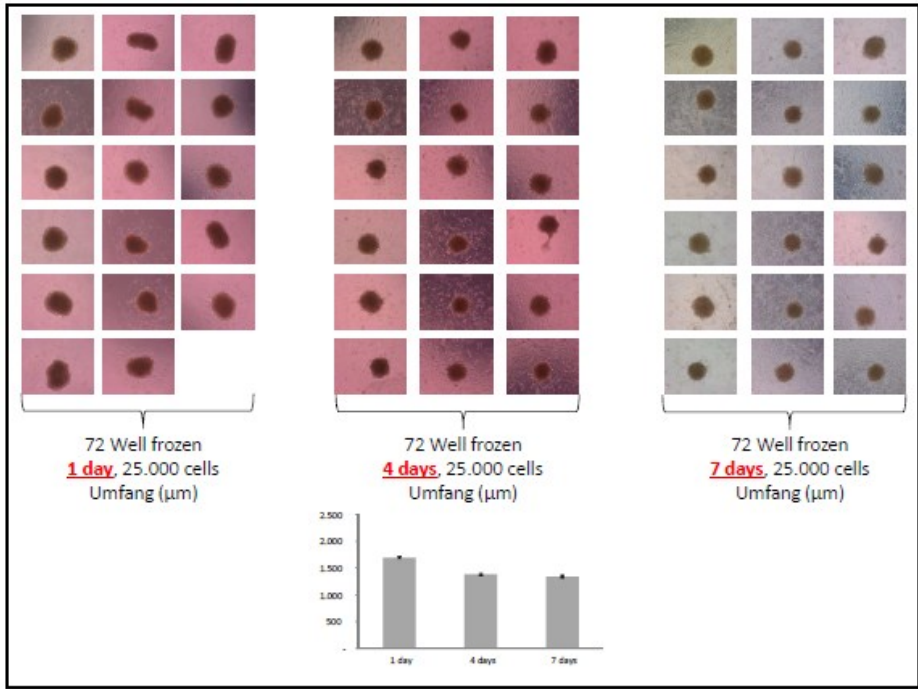 72 Well frozen
1 day, 25.000 cells
Umfang (µm)
72 Well frozen
4 days, 25.000 cells
Umfang (µm)
72 Well frozen
7 days, 25.000 cells
Umfang (µm)
2.500
2.000
1.500
1.000
500
-
1 day 4 days 7 days